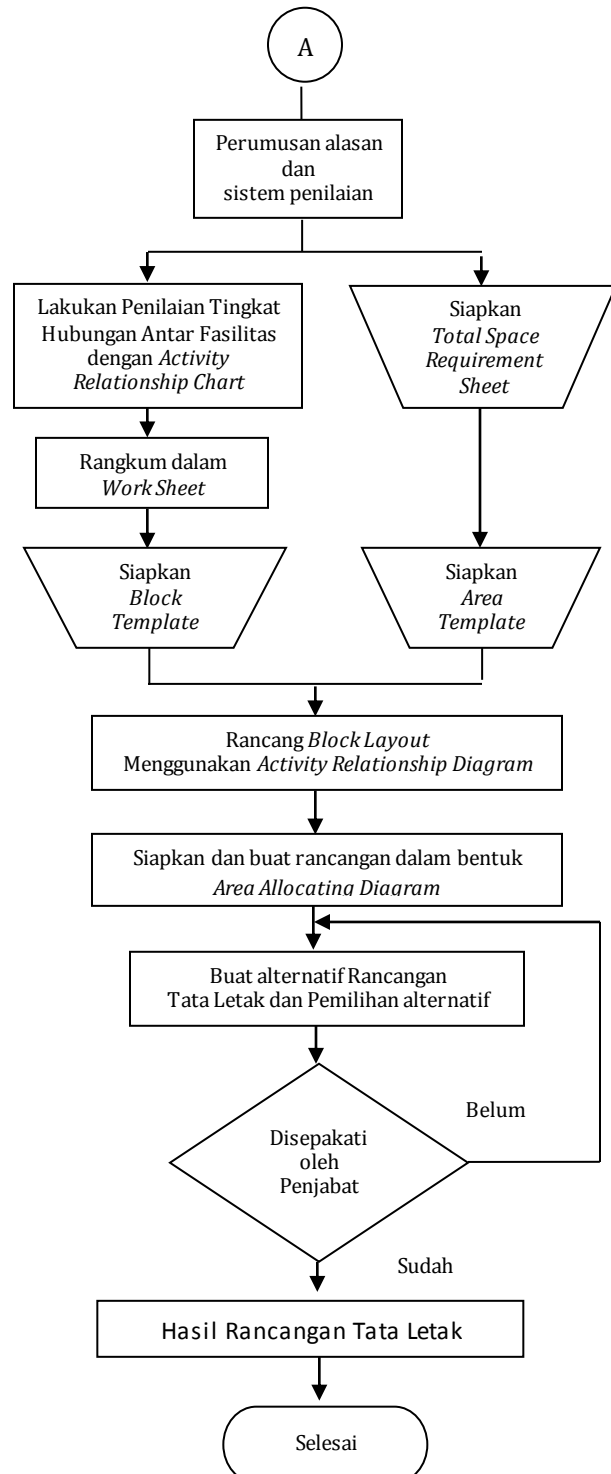 A
Perumusan alasan
dan
sistem penilaian
Lakukan Penilaian Tingkat
Hubungan Antar Fasilitas
dengan Activity
Relationship Chart
Siapkan
Total Space
Requirement
Sheet
Rangkum dalam
Work Sheet
Siapkan
Block
Template
Siapkan
Area
Template
Rancang Block Layout
Menggunakan Activity Relationship Diagram
Siapkan dan buat rancangan dalam bentuk
Area Allocating Diagram
Buat alternatif Rancangan
Tata Letak dan Pemilihan alternatif
Belum
Disepakati
oleh
Penjabat
Sudah
Hasil Rancangan Tata Letak
Selesai